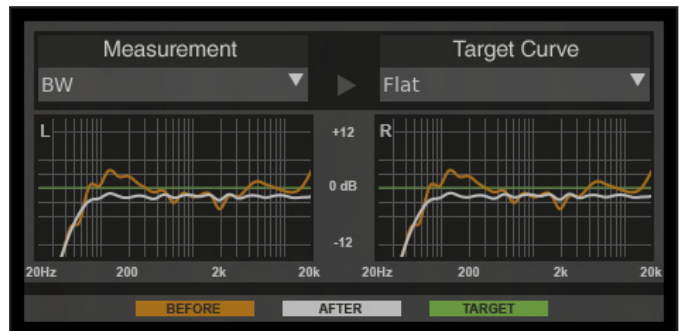 Measurement
Target Curve
BW
Flat
L
+12
R
0 dB
-12
20Hz 200 2k 20k
20Hz 200 2k 20k
BEFORE AFTER TARGET